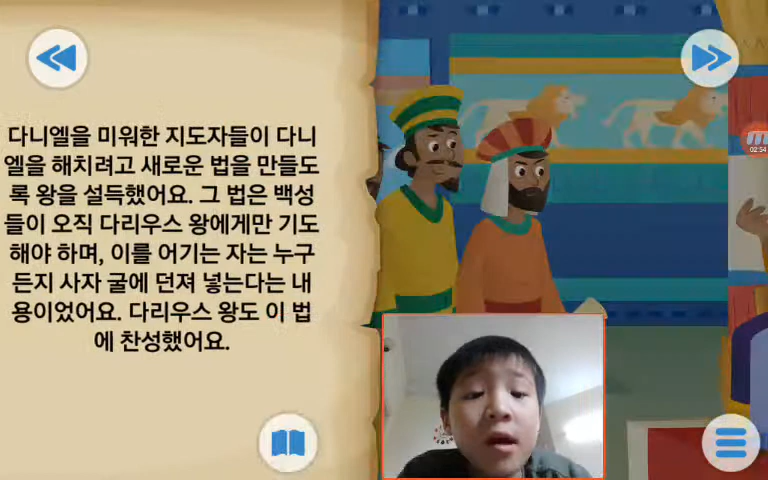 다니엘을 미워한 지도자들이 다니
엘을 해치려고 새로운 법을 만들도
록 왕을 설득했어요. 그 법은 백성
들이 오직 다리우스 왕에게만 기도
해야 하며, 이를 어기는 자는 누구
든지 사자 굴에 던져 넣는다는 내
용이었어요. 다리우스 왕도 이 법
에 찬성했어요.
02:54